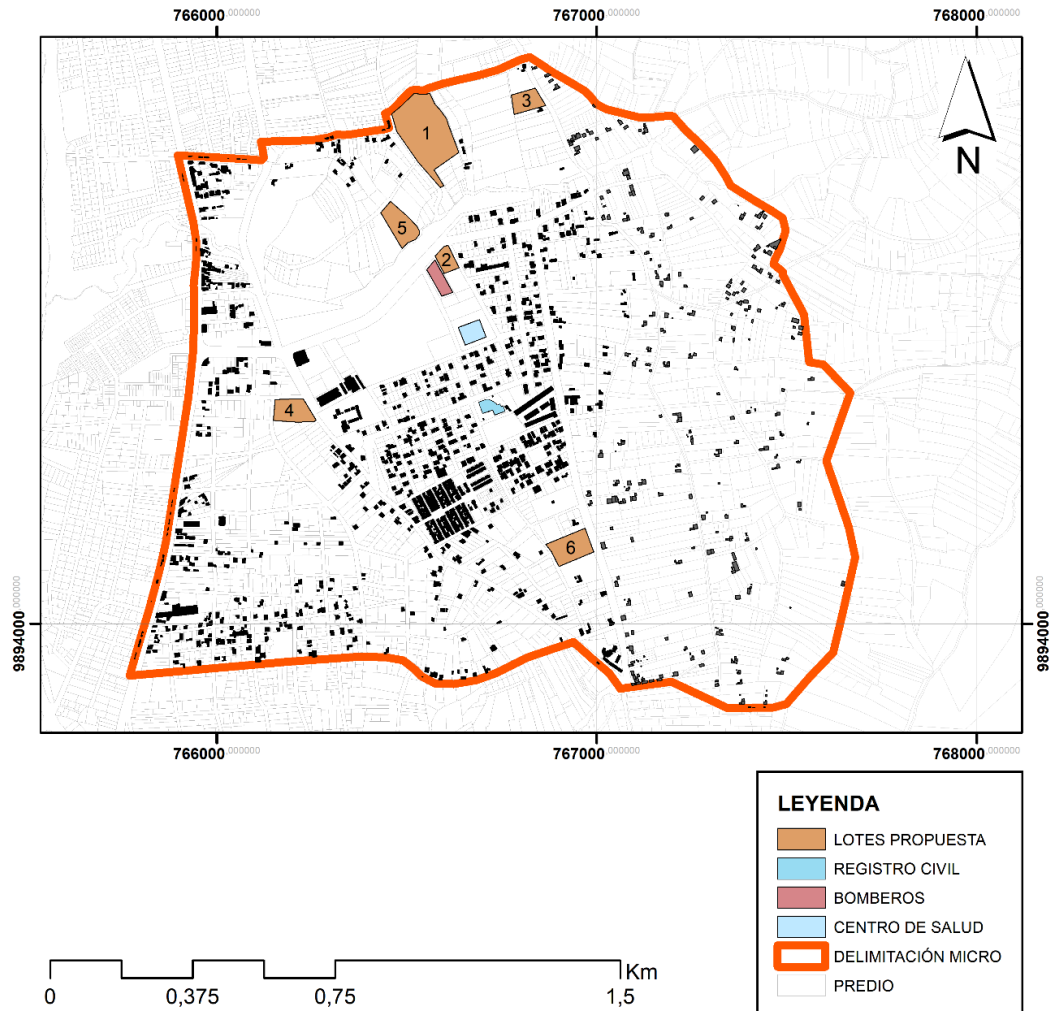 766000.000000 767000.000000 768000.000000
3
1
N
5
2
4
6
9894000.000000 9894000.000000
766000.000000 767000.000000 768000.000000
LEYENDA
LOTES PROPUESTA
REGISTRO CIVIL
BOMBEROS
CENTRO DE SALUD
DELIMITACIÓN MICRO
PREDIO
Km
0 0,375 0,75 1,5